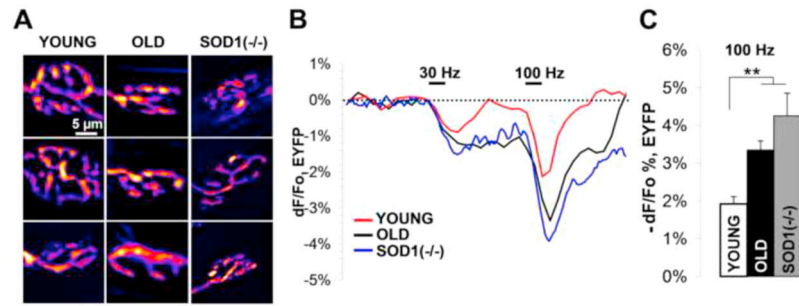 A
YOUNG OLD SOD1(-/-)
5 µm
B
1%
0%
-1%
-2%
-3%
-4%
-5%
dF/Fo, EYFP
30 Hz 100 Hz
YOUNG
OLD
SOD1(-/-)
C
100 Hz
**
6%
5%
4%
3%
2%
1%
0%
-dF/Fo %, EYFP
YOUNG
OLD
SOD1(-/-)